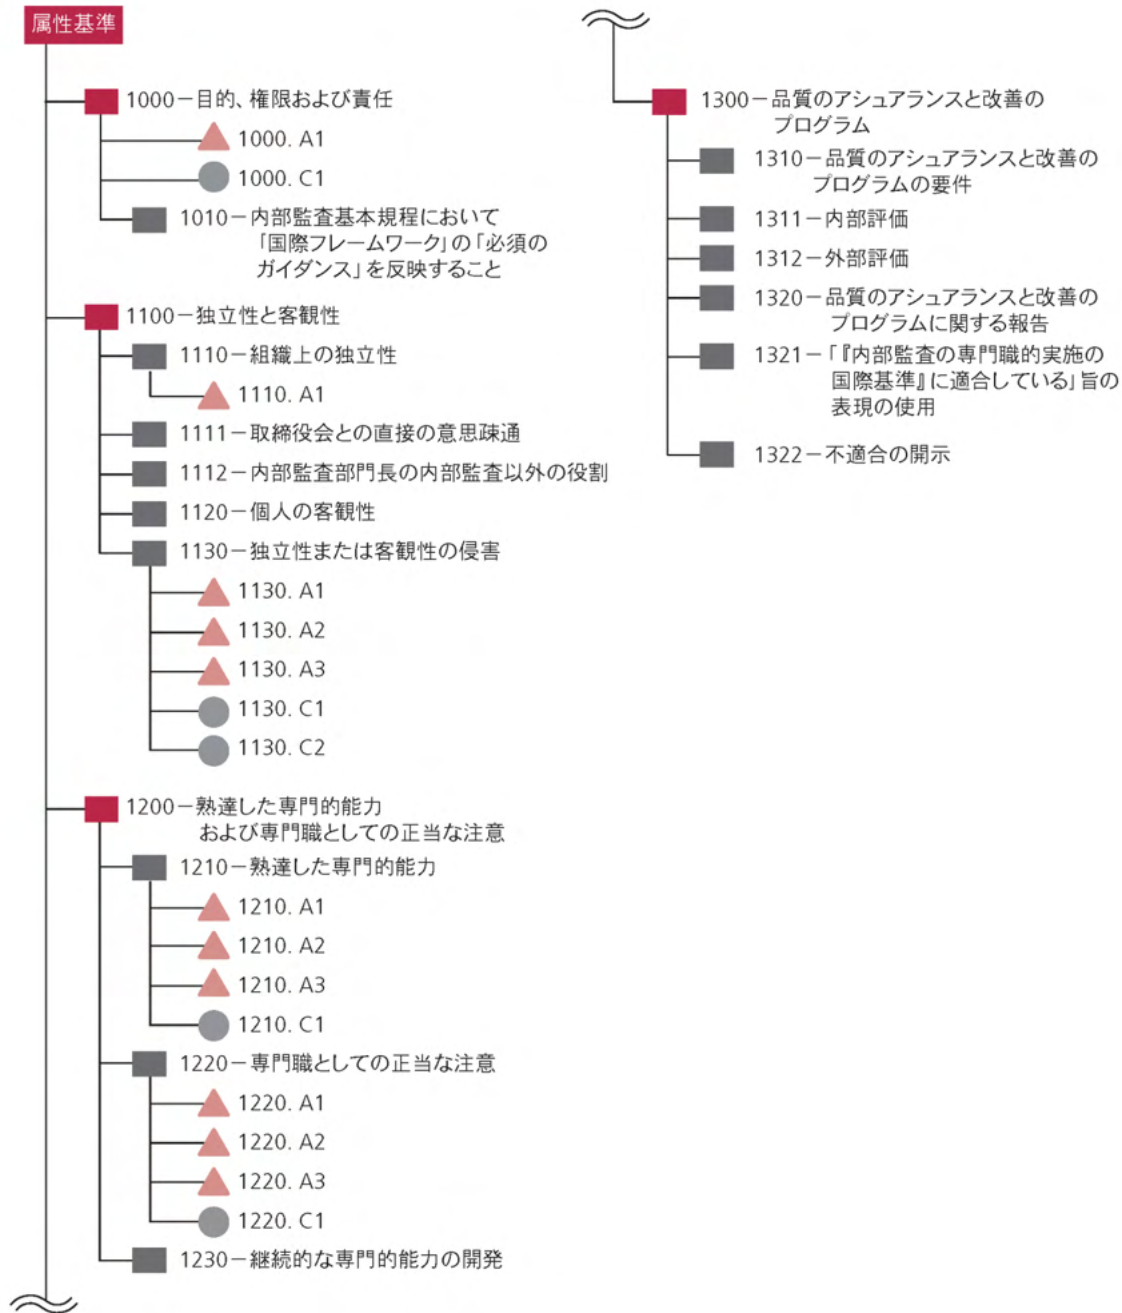 属性基準
1000－目的、権限および責任
1000. A1
1000. C1
1010－内部監査基本規程において
「国際フレームワーク」の「必須の
ガイダンス」を反映すること
1100－独立性と客観性
1110－組織上の独立性
1110. A1
1111－取締役会との直接の意思疎通
1112－内部監査部門長の内部監査以外の役割
1120－個人の客観性
1130－独立性または客観性の侵害
1130. A1
1130. A2
1130. A3
1130. C1
1130. C2
1200－熟達した専門的能力
および専門職としての正当な注意
1210－熟達した専門的能力
1210. A1
1210. A2
1210. A3
1210. C1
1220－専門職としての正当な注意
1220. A1
1220. A2
1220. A3
1220. C1
1230－継続的な専門的能力の開発
1300－品質のアシュアランスと改善の
プログラム
1310－品質のアシュアランスと改善の
プログラムの要件
1311－内部評価
1312－外部評価
1320－品質のアシュアランスと改善の
プログラムに関する報告
1321－「『内部監査の専門職的実施の
国際基準』に適合している」旨の
表現の使用
1322－不適合の開示